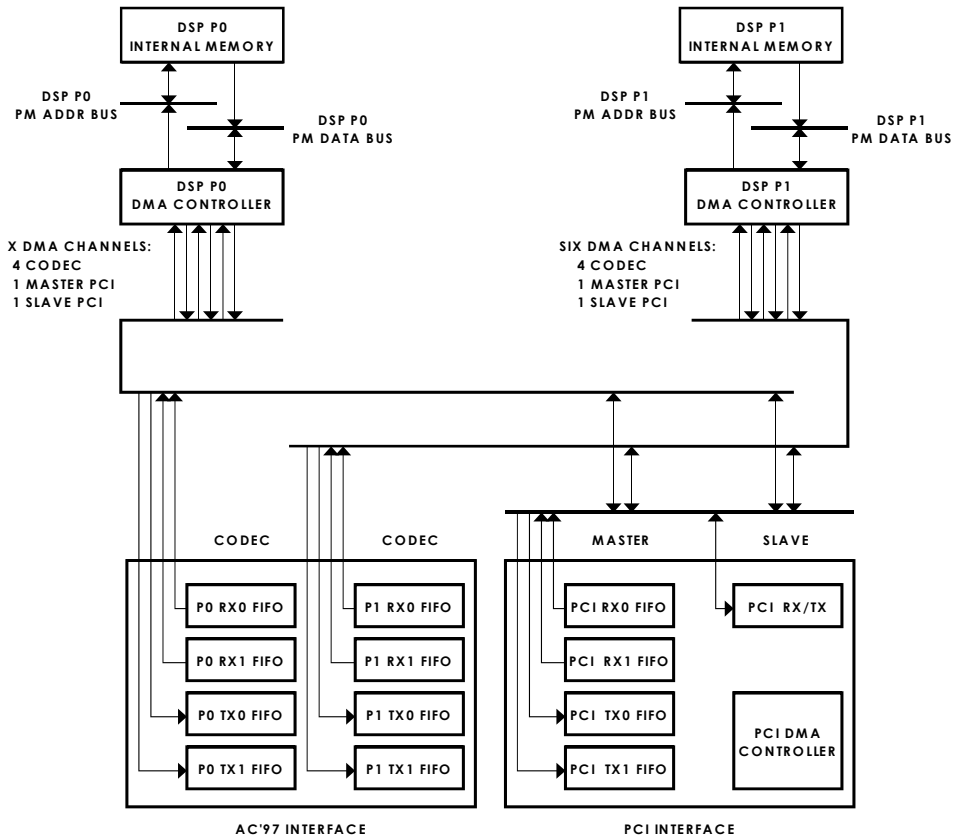 DSP P0
INTERNAL MEMORY
DSP P1
INTERNAL MEMORY
DSP P0
PM ADDR BUS
DSP P0
PM DATA BUS
DSP P1
PM ADDR BUS
DSP P1
PM DATA BUS
DSP P0
DMA CONTROLLER
DSP P1
DMA CONTROLLER
X DMA CHANNELS:
4 CODEC
1 MASTER PCI
1 SLAVE PCI
SIX DMA CHANNELS:
4 CODEC
1 MASTER PCI
1 SLAVE PCI
CODEC
CODEC
MASTER
SLAVE
P0 RX0 FIFO
P1 RX0 FIFO
PCI RX0 FIFO
PCI RX/TX
P0 RX1 FIFO
P1 RX1 FIFO
PCI RX1 FIFO
P0 TX0 FIFO
P1 TX0 FIFO
PCI TX0 FIFO
PCI DMA
CONTROLLER
P0 TX1 FIFO
P1 TX1 FIFO
PCI TX1 FIFO
AC'97 INTERFACE
PCI INTERFACE